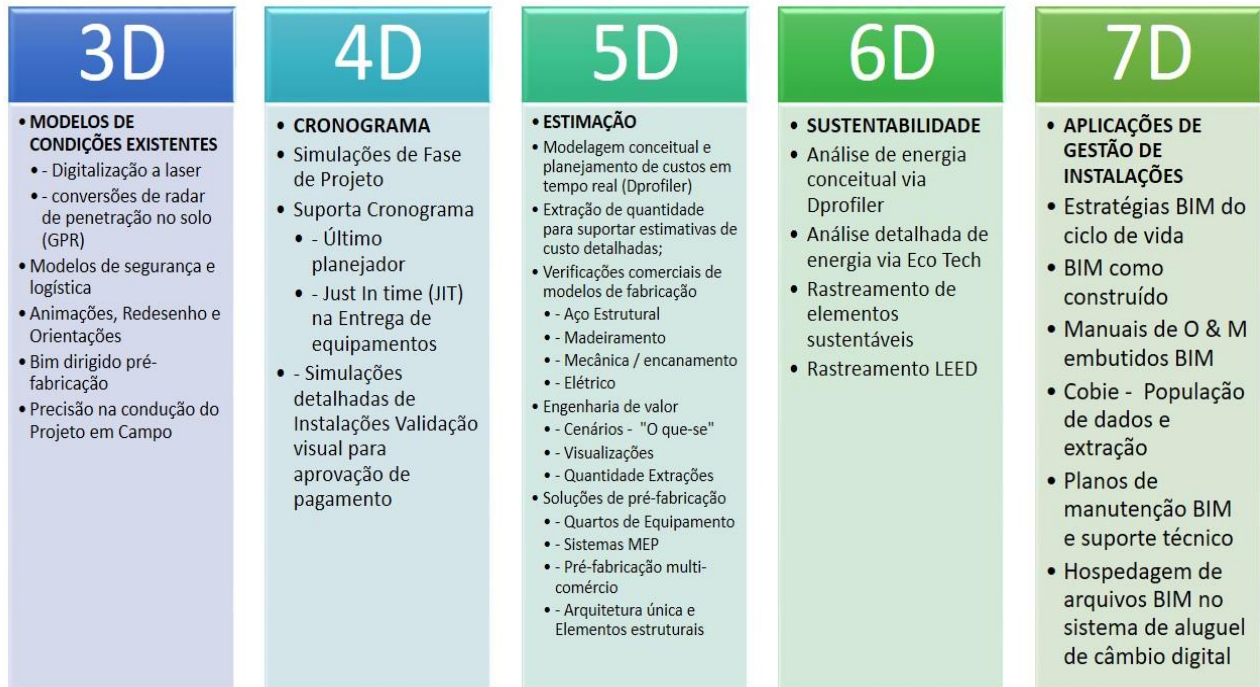 3D
• MODELOS DE
CONDIÇÕES EXISTENTES
• - Digitalização a laser
• - conversões de radar
de penetração no solo
(GPR)
• Modelos de segurança e
logística
• Animações, Redesenho e
Orientações
• Bim dirigido pré-
fabricação
• Precisão na condução do
Projeto em Campo
4D
• CRONOGRAMA
• Simulações de Fase
de Projeto
• Suporta Cronograma
• - Último
planejador
• - Just In time (JIT)
na Entrega de
equipamentos
• - Simulações
detalhadas de
Instalações Validação
visual para
aprovação de
pagamento
5D
• ESTIMAÇÃO
• Modelagem conceitual e
planejamento de custos em
tempo real (Dprofiler)
• Extração de quantidade
para suportar estimativas de
custo detalhadas;
• Verificações comerciais de
modelos de fabricação
• - Aço Estrutural
• - Madeiramento
• - Mecânica / encanamento
• - Elétrico
• Engenharia de valor
• - Cenários - "O que-se"
• - Visualizações
• - Quantidade Extrações
• Soluções de pré-fabricação
• - Quartos de Equipamento
• - Sistemas MEP
• - Pré-fabricação multi-
comércio
• - Arquitetura única e
Elementos estruturais
6D
• SUSTENTABILIDADE
• Análise de energia
conceitual via
Dprofiler
• Análise detalhada de
energia via Eco Tech
• Rastreamento de
elementos
sustentáveis
• Rastreamento LEED
7D
• APLICAÇÕES DE
GESTÃO DE
INSTALAÇÕES
• Estratégias BIM do
ciclo de vida
• BIM como
construído
• Manuais de O & M
embutidos BIM
• Cobie - População
de dados e
extração
• Planos de
manutenção BIM
e suporte técnico
• Hospedagem de
arquivos BIM no
sistema de aluguel
de câmbio digital